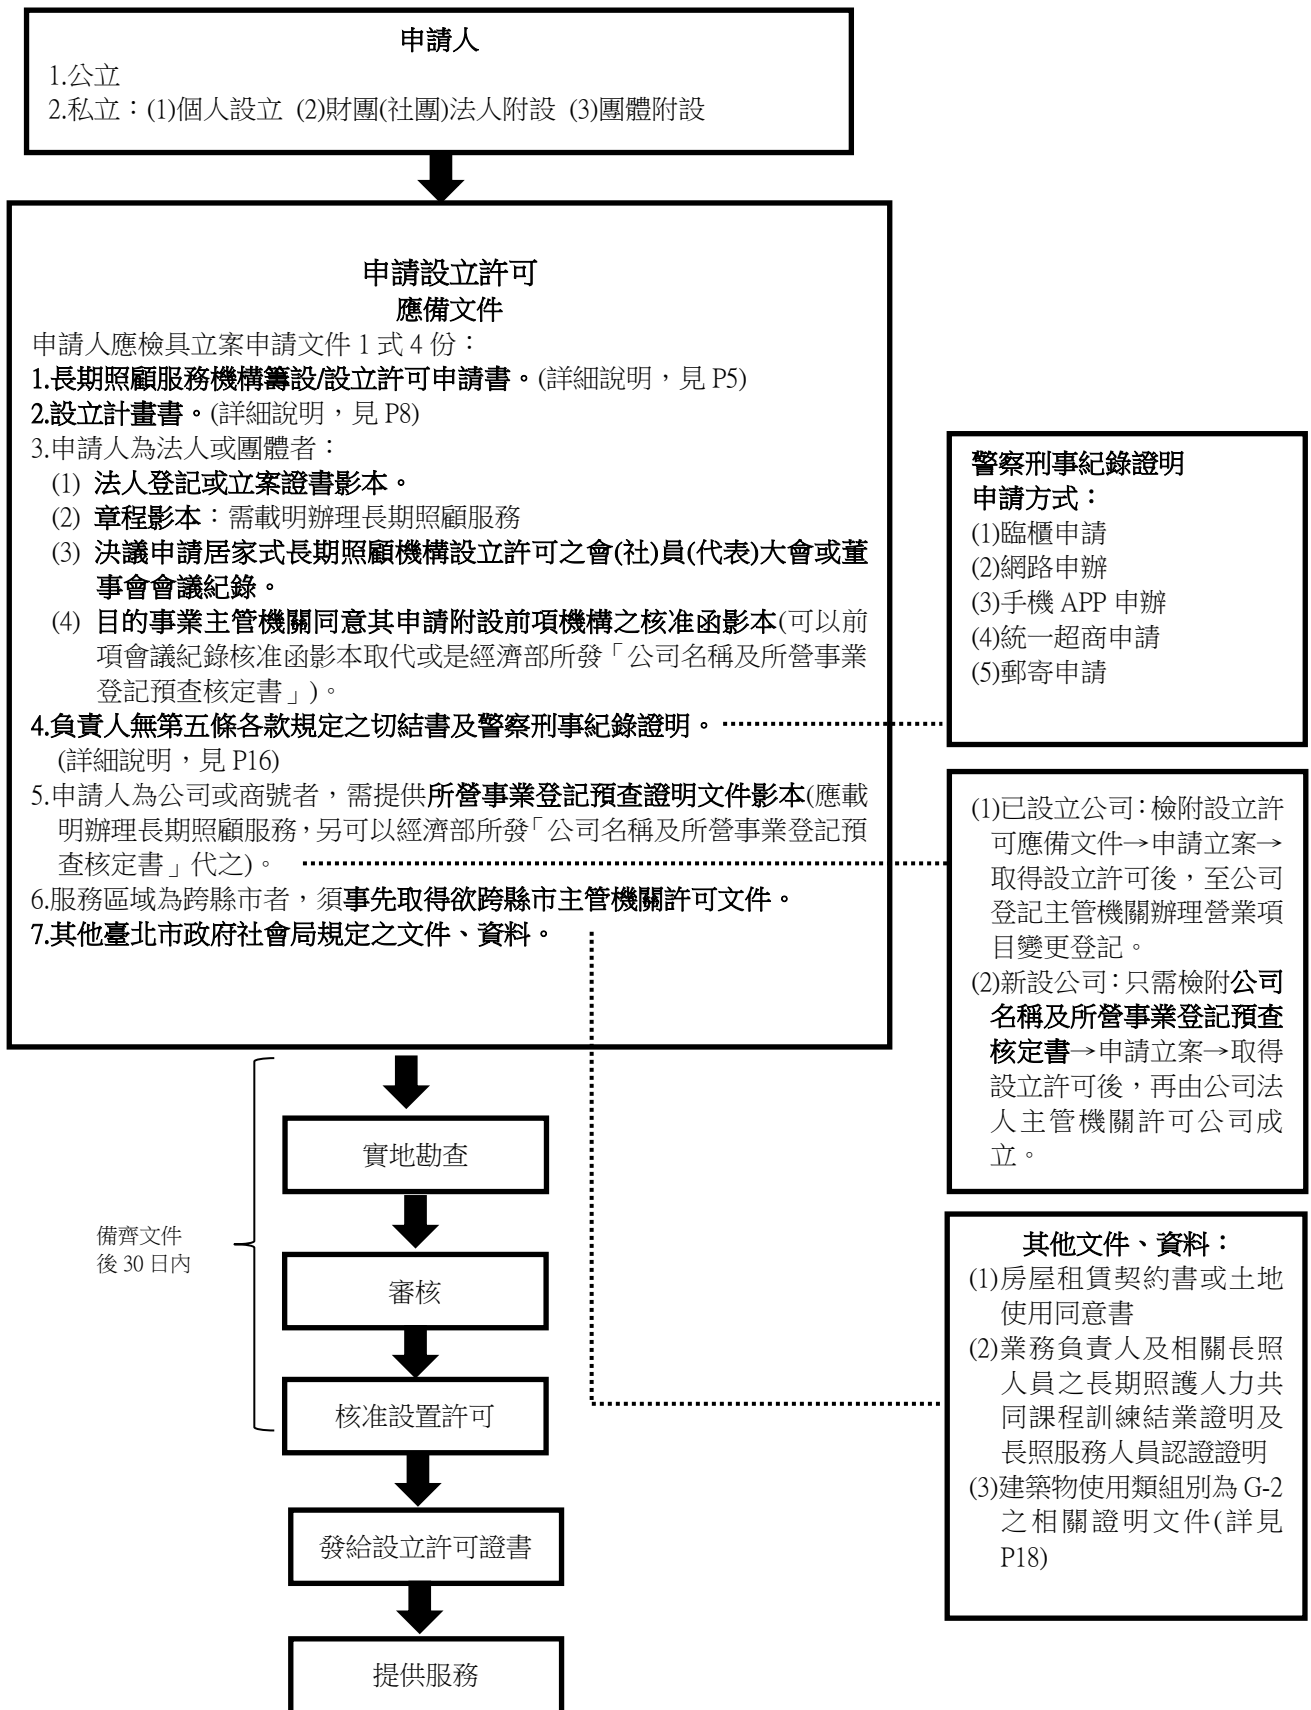 申請人
1.公立
2.私立：(1)個人設立 (2)財團(社團)法人附設 (3)團體附設
申請設立許可
應備文件
申請人應檢具立案申請文件 1 式 4 份：
1.長期照顧服務機構籌設/設立許可申請書。(詳細說明，見 P5)
2.設立計畫書。(詳細說明，見 P8)
3.申請人為法人或團體者：
(1) 法人登記或立案證書影本。
(2) 章程影本：需載明辦理長期照顧服務
(3) 決議申請居家式長期照顧機構設立許可之會(社)員(代表)大會或董
事會會議紀錄。
(4) 目的事業主管機關同意其申請附設前項機構之核准函影本(可以前
項會議紀錄核准函影本取代或是經濟部所發「公司名稱及所營事業
登記預查核定書」)。
4.負責人無第五條各款規定之切結書及警察刑事紀錄證明。
(詳細說明，見 P16)
5.申請人為公司或商號者，需提供所營事業登記預查證明文件影本(應載
明辦理長期照顧服務，另可以經濟部所發「公司名稱及所營事業登記預
查核定書」代之)。
6.服務區域為跨縣市者，須事先取得欲跨縣市主管機關許可文件。
7.其他臺北市政府社會局規定之文件、資料。
警察刑事紀錄證明
申請方式：
(1)臨櫃申請
(2)網路申辦
(3)手機 APP 申辦
(4)統一超商申請
(5)郵寄申請
(1)已設立公司：檢附設立許
可應備文件→申請立案→
取得設立許可後，至公司
登記主管機關辦理營業項
目變更登記。
(2)新設公司：只需檢附公司
名稱及所營事業登記預查
核定書→申請立案→取得
設立許可後，再由公司法
人主管機關許可公司成
立。
其他文件、資料：
(1)房屋租賃契約書或土地
使用同意書
(2)業務負責人及相關長照
人員之長期照護人力共
同課程訓練結業證明及
長照服務人員認證證明
(3)建築物使用類組別為 G-2
之相關證明文件(詳見
P18)
備齊文件
後 30 日內
實地勘查
審核
核准設置許可
發給設立許可證書
提供服務